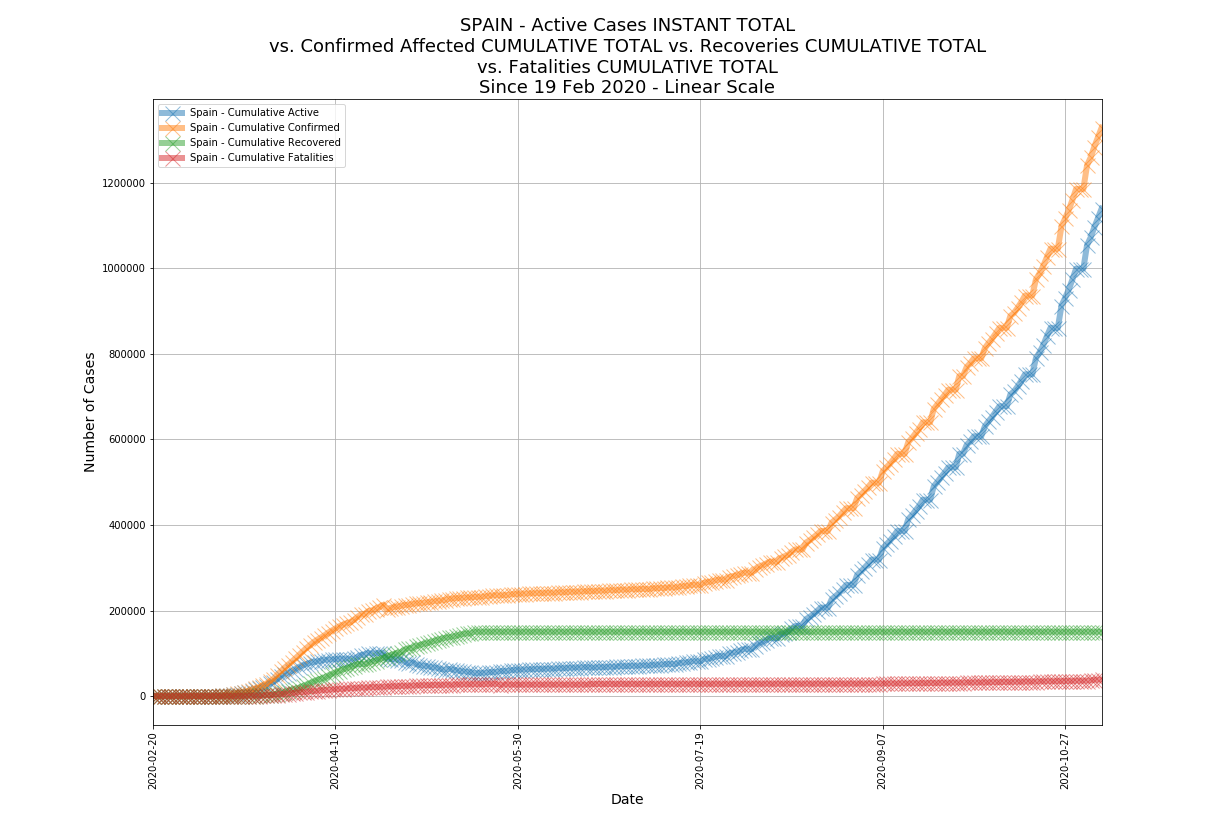 SPAIN - Active Cases INSTANT TOTAL
vs. Confirmed Affected CUMULATIVE TOTAL vs. Recoveries CUMULATIVE TOTAL
vs. Fatalities CUMULATIVE TOTAL
Since 19 Feb 2020 - Linear Scale
Spain - Cumulative Active
Spain - Cumulative Confirmed
Spain - Cumulative Recovered
Spain - Cumulative Fatalities
1200000
1000000
800000
600000
400000
200000
0
Number of Cases
2020-02-20
2020-04-10
2020-05-30
2020-07-19
2020-09-07
2020-10-27
Date